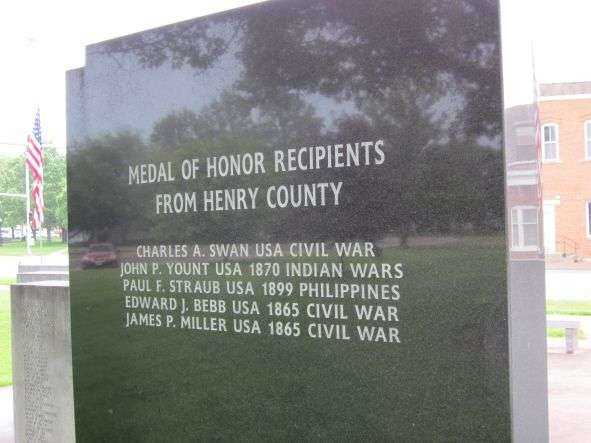 MEDAL OF HONOR RECIPIENTS
FROM HENRY COUNTY
CHARLES A. SWAN USA CIVIL WAR
JOHN P. YOUNT USA 1870 INDIAN WARS
PAUL F. STRAUB USA 1899 PHILIPPINES
EDWARD J. BEBB USA 1865 CIVIL WAR
JAMES P. MILLER USA 1865 CIVIL WAR